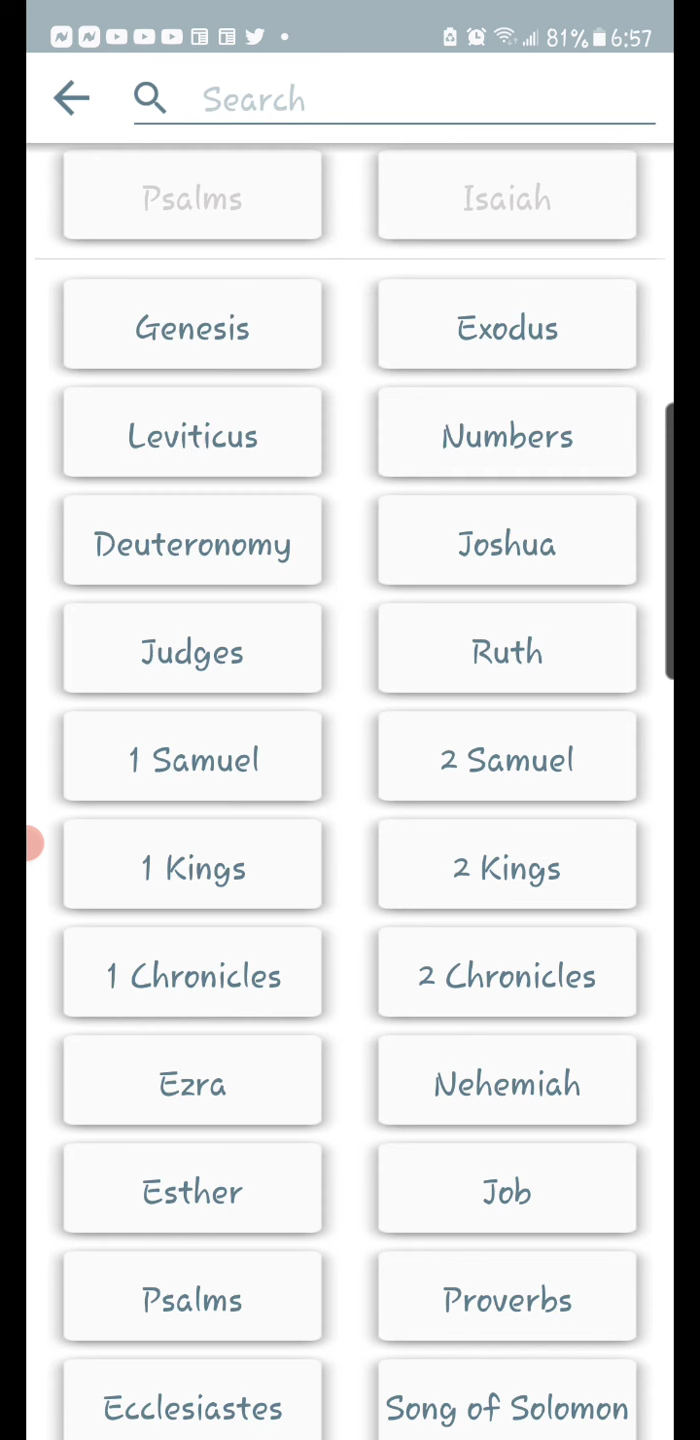 81% 6:57
Search
Psalms Isaiah
Genesis Exodus
Leviticus Numbers
Deuteronomy Joshua
Judges Ruth
1 Samuel 2 Samuel
1 Kings 2 Kings
1 Chronicles 2 Chronicles
Ezra Nehemiah
Esther Job
Psalms Proverbs
Ecclesiastes Song of Solomon